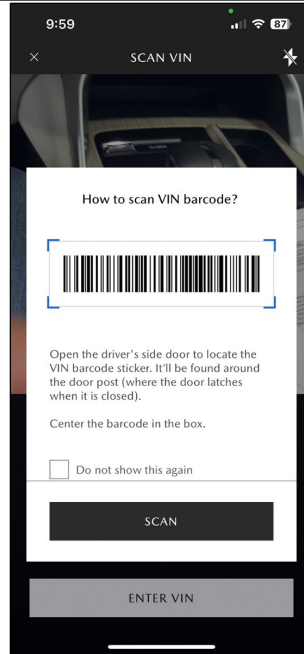 9:59
87
SCAN VIN
How to scan VIN barcode?
Open the driver's side door to locate the
VIN barcode sticker. It'll be found around
the door post (where the door latches
when it is closed).
Center the barcode in the box.
Do not show this again
SCAN
ENTER VIN